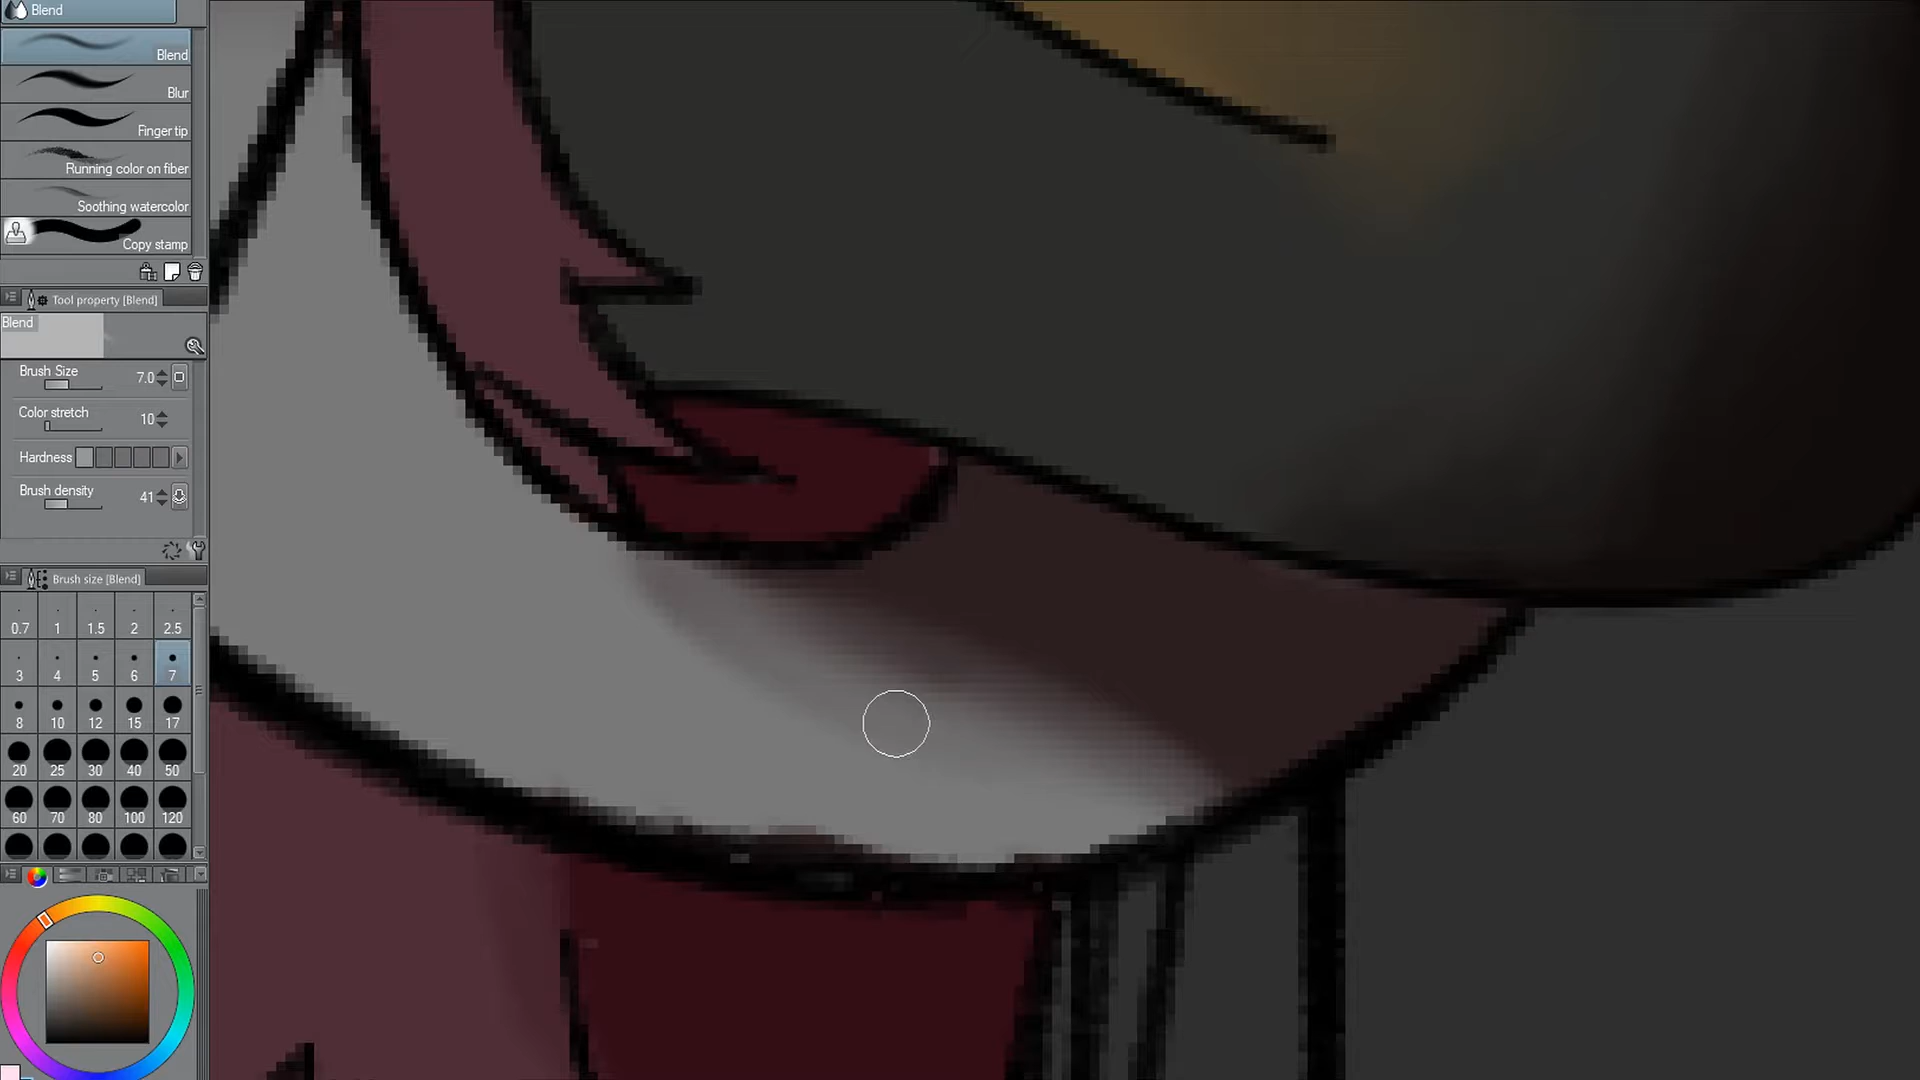 Blend
Blend
Blur
Finger tip
Running color on fiber
Soothing watercolor
Copy stamp
Tool property [Blend]
Blend
Brush Size 7.0
Color stretch 10
Hardness
Brush density 41
Brush size [Blend]
0.7 1 1.5 2 2.5
3 4 5 6 7
8 10 12 15 17
20 25 30 40 50
60 70 80 100 120